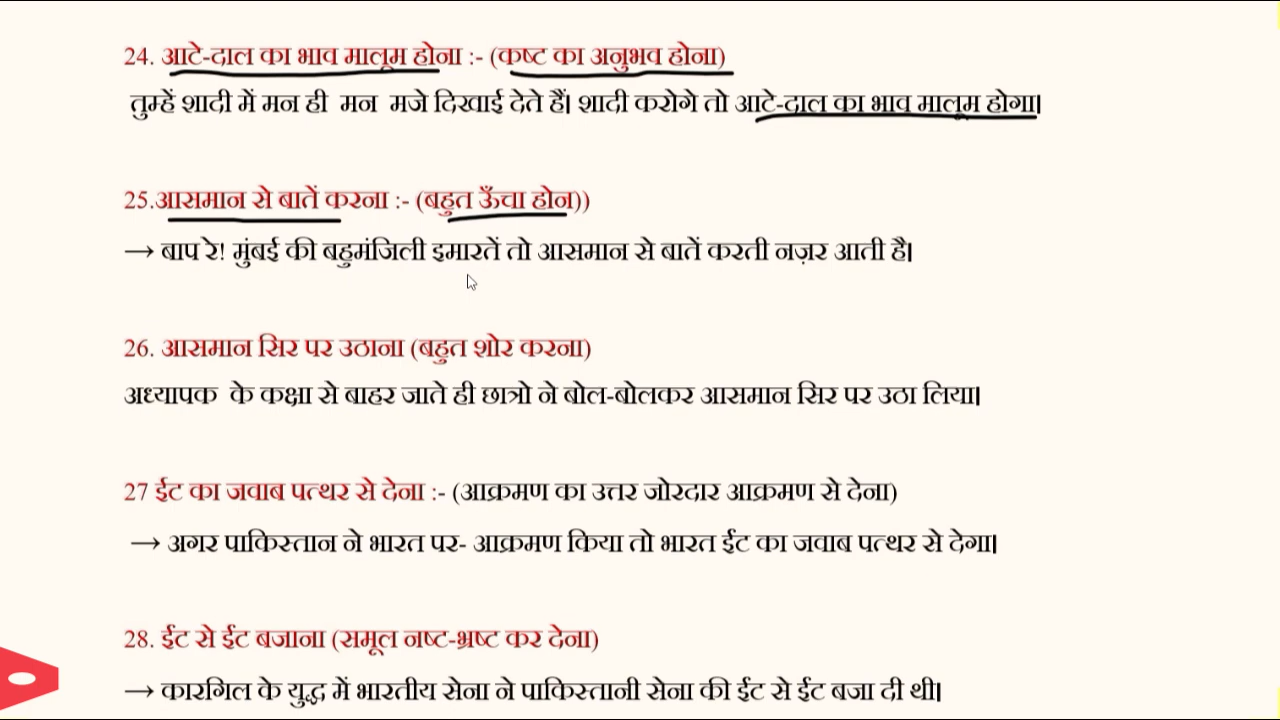 24. आटे-दाल का भाव मालूम होना :- (कष्ट का अनुभव होना)
तुम्हें शादी में मन ही मन मजे दिखाई देते हैं। शादी करोगे तो आटे-दाल का भाव मालूम होगा।
25.आसमान से बातें करना :- (बहुत ऊँचा होन))
→ बाप रे! मुंबई की बहुमंजिली इमारतें तो आसमान से बातें करती नज़र आती है।
26. आसमान सिर पर उठाना (बहुत शोर करना)
अध्यापक के कक्षा से बाहर जाते ही छात्रो ने बोल-बोलकर आसमान सिर पर उठा लिया।
27 ईट का जवाब पत्थर से देना :- (आक्रमण का उत्तर जोरदार आक्रमण से देना)
→ अगर पाकिस्तान ने भारत पर- आक्रमण किया तो भारत ईट का जवाब पत्थर से देगा।
28. ईट से ईट बजाना (समूल नष्ट-भ्रष्ट कर देना)
→ कारगिल के युद्ध में भारतीय सेना ने पाकिस्तानी सेना की ईट से ईट बजा दी थी।